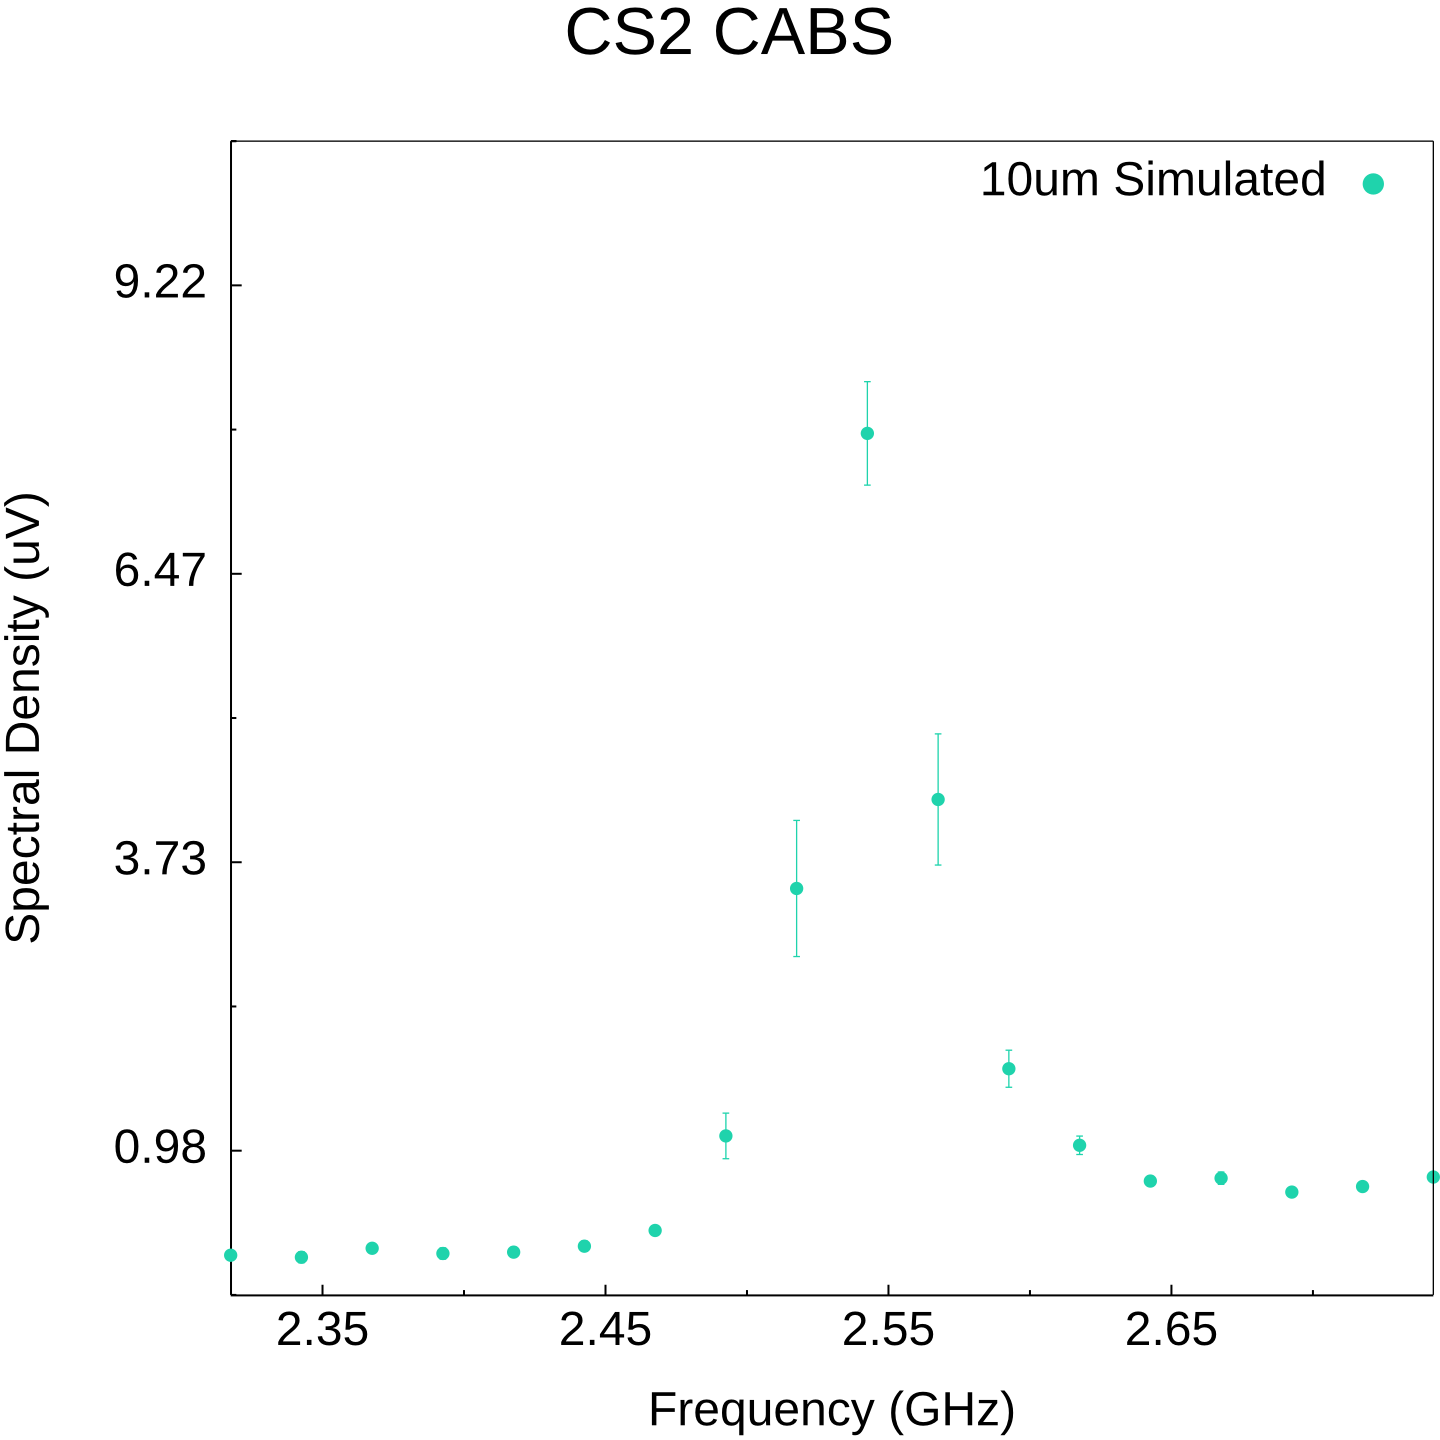 CS2 CABS
10um Simulated
9.22
6.47
3.73
0.98
Spectral Density (uV)
2.35 2.45 2.55 2.65
Frequency (GHz)